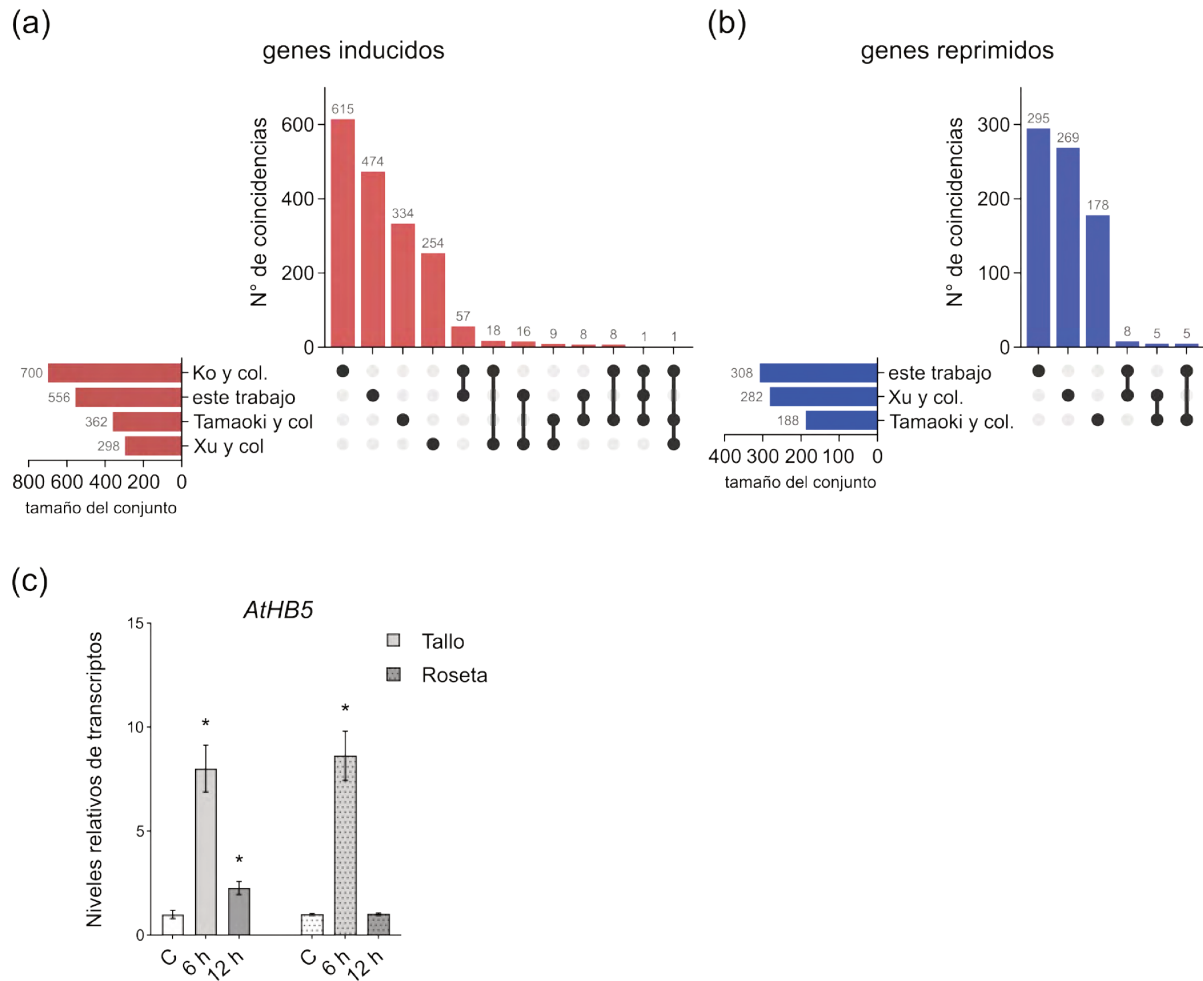 (a)
genes inducidos
N° de coincidencias
600
400
200
0
615
474
334
254
57
18
16
9
8
8
1
1
700
556
362
298
Ko y col.
este trabajo
Tamaoki y col
Xu y col
800 600 400 200 0
tamaño del conjunto
(b)
genes reprimidos
N° de coincidencias
300
200
100
0
295
269
178
8
5
5
308
282
188
este trabajo
Xu y col.
Tamaoki y col.
400 300 200 100 0
tamaño del conjunto
(c)
AtHB5
Niveles relativos de transcriptos
15
10
5
0
* * *
Tallo
Roseta
C 6 h 12 h C 6 h 12 h